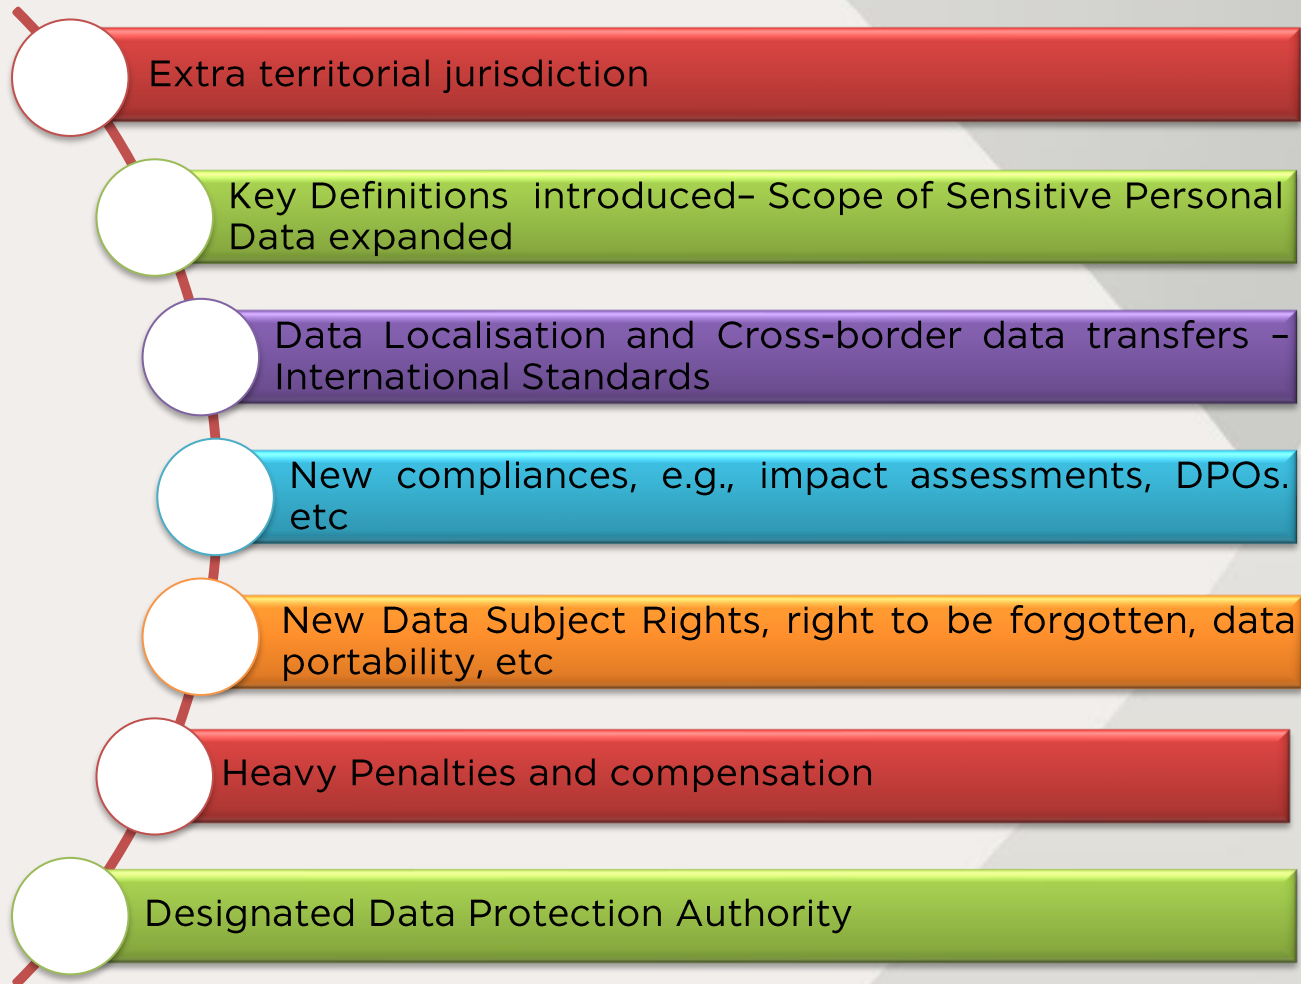 Extra territorial jurisdiction
Key Definitions introduced– Scope of Sensitive Personal
Data expanded
Data Localisation and Cross-border data transfers –
International Standards
New compliances, e.g., impact assessments, DPOs.
etc
New Data Subject Rights, right to be forgotten, data
portability, etc
Heavy Penalties and compensation
Designated Data Protection Authority